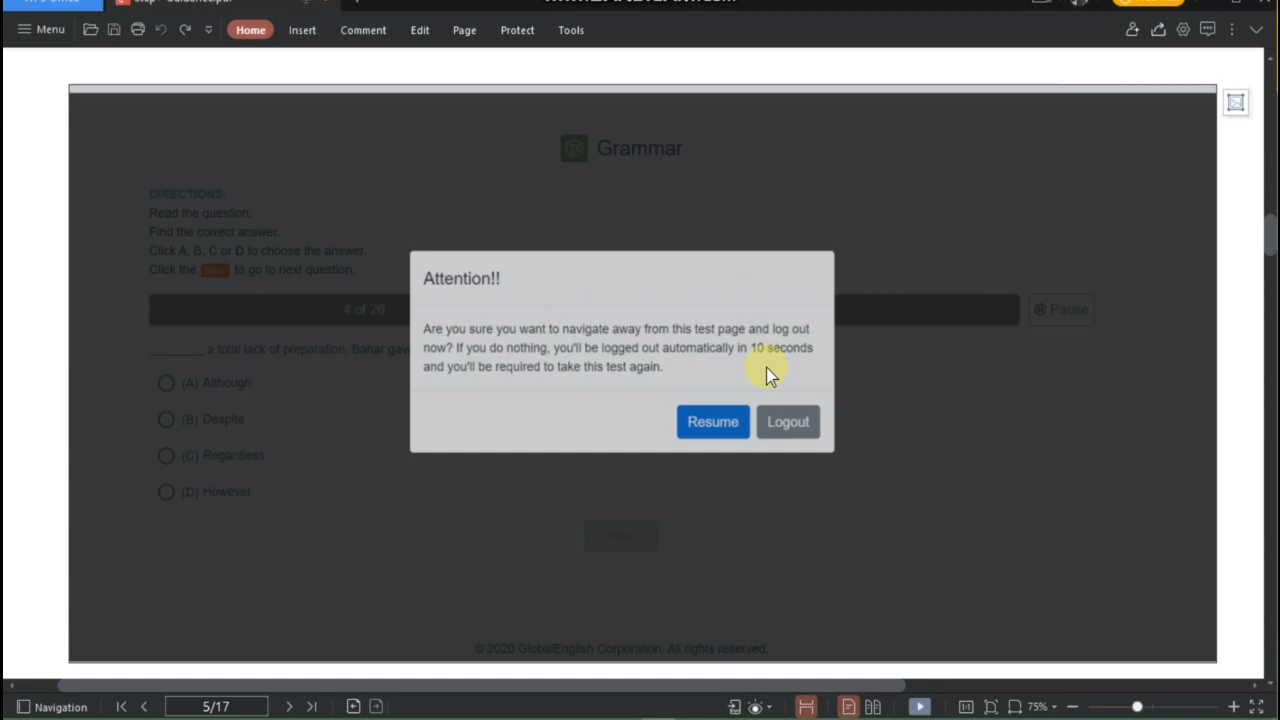 Menu
Home
Insert
Comment
Edit
Page
Protect
Tools
Grammar
DIRECTIONS:
Read the question.
Find the correct answer.
Click A, B, C or D to choose the answer.
Click the Next to go to next question.
4 of 26
Pause
a total lack of preparation, Bahar gave
(A) Although
(B) Despite
(C) Regardless
(D) However
Attention!!
Are you sure you want to navigate away from this test page and log out
now? If you do nothing, you'll be logged out automatically in 10 seconds
and you'll be required to take this test again.
Resume
Logout
Next
© 2020 GlobalEnglish Corporation. All rights reserved.
Navigation
5/17
75%